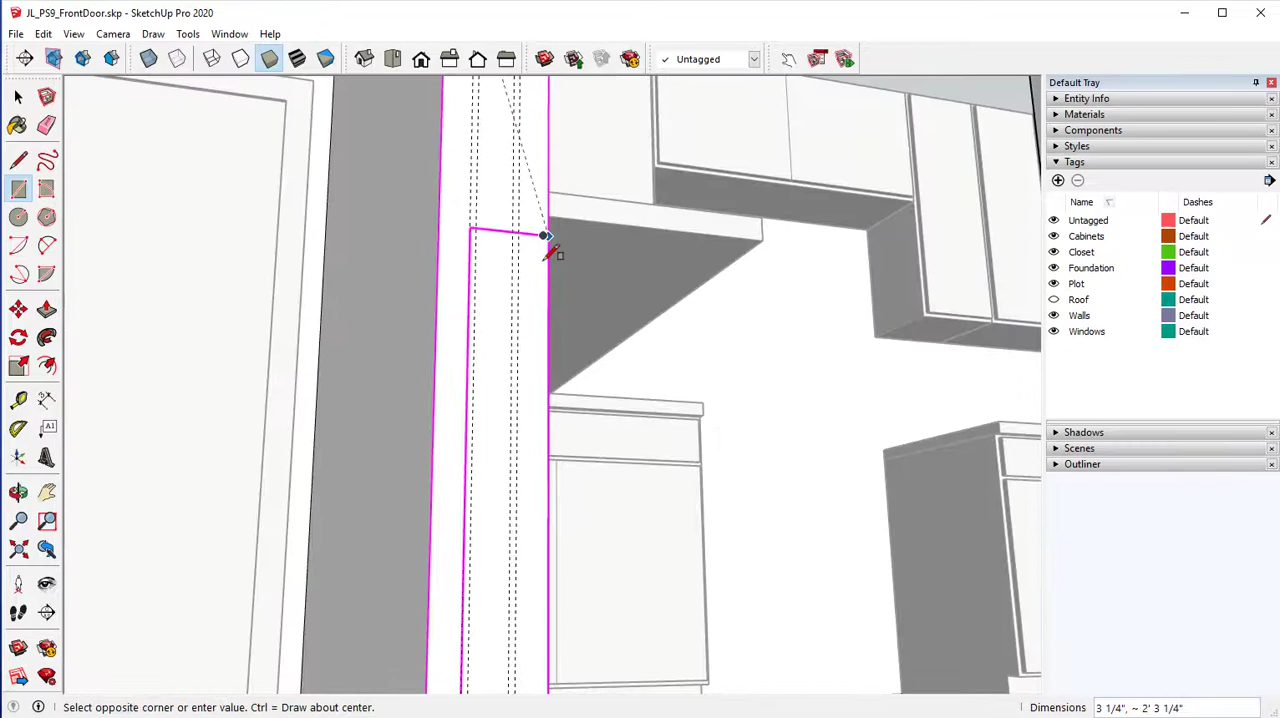 JL_PS9_FrontDoor.skp - SketchUp Pro 2020
File Edit View Camera Draw Tools Window Help
✓ Untagged
Default Tray
Entity Info
Materials
Components
Styles
Tags
Name Dashes
Untagged Default
Cabinets Default
Closet Default
Foundation Default
Plot Default
Roof Default
Walls Default
Windows Default
Shadows
Scenes
Outliner
A1
Select opposite corner or enter value. Ctrl = Draw about center. Dimensions 3 1/4", ~ 2' 3 1/4"